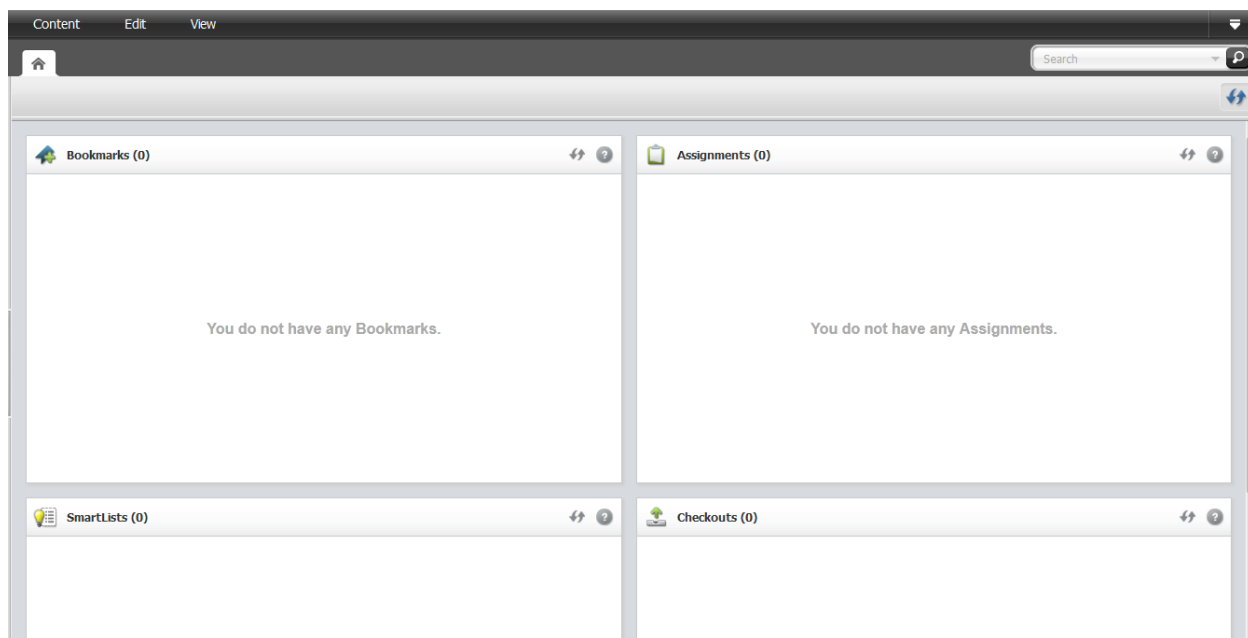 Content Edit View
Search
Bookmarks (0)
Assignments (0)
You do not have any Bookmarks.
You do not have any Assignments.
SmartLists (0)
Checkouts (0)